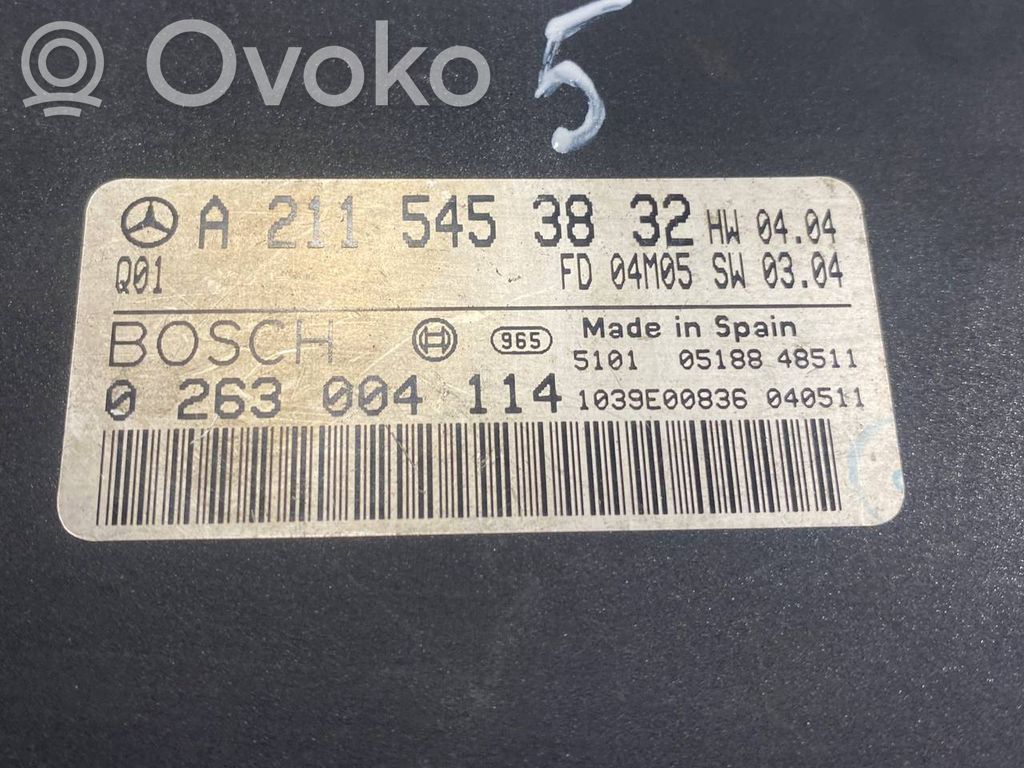 Ovoko
5
A 211 545 38 32 HW 04.04
Q01 FD 04M05 SW 03.04
BOSCH 965 Made in Spain
5101 05188 48511
0 263 004 114 1039E00836 040511